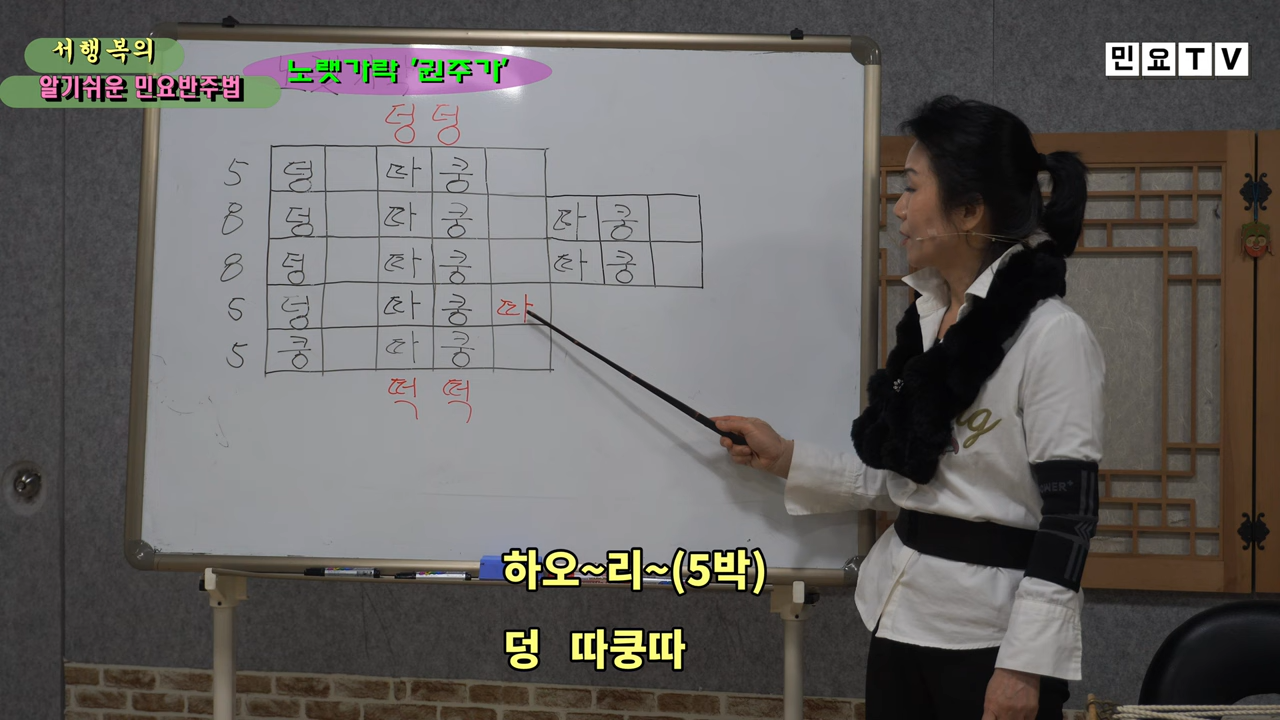 서행복의
알기쉬운 민요반주법
노랫가락 '권주가'
민요TV
덩 덩
5 덩 따 쿵
8 덩 따 쿵 따 쿵
8 덩 따 쿵 따 쿵
5 덩 따 쿵 따
5 쿵 따 쿵
떡 떡
하오~리~(5박)
덩 따쿵따